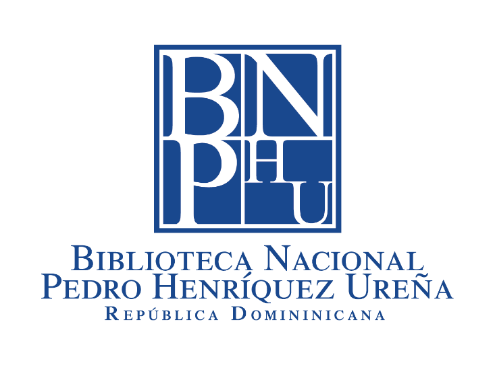 BN
PHU
BIBLIOTECA NACIONAL
PEDRO HENRÍQUEZ UREÑA
REPÚBLICA DOMININICANA